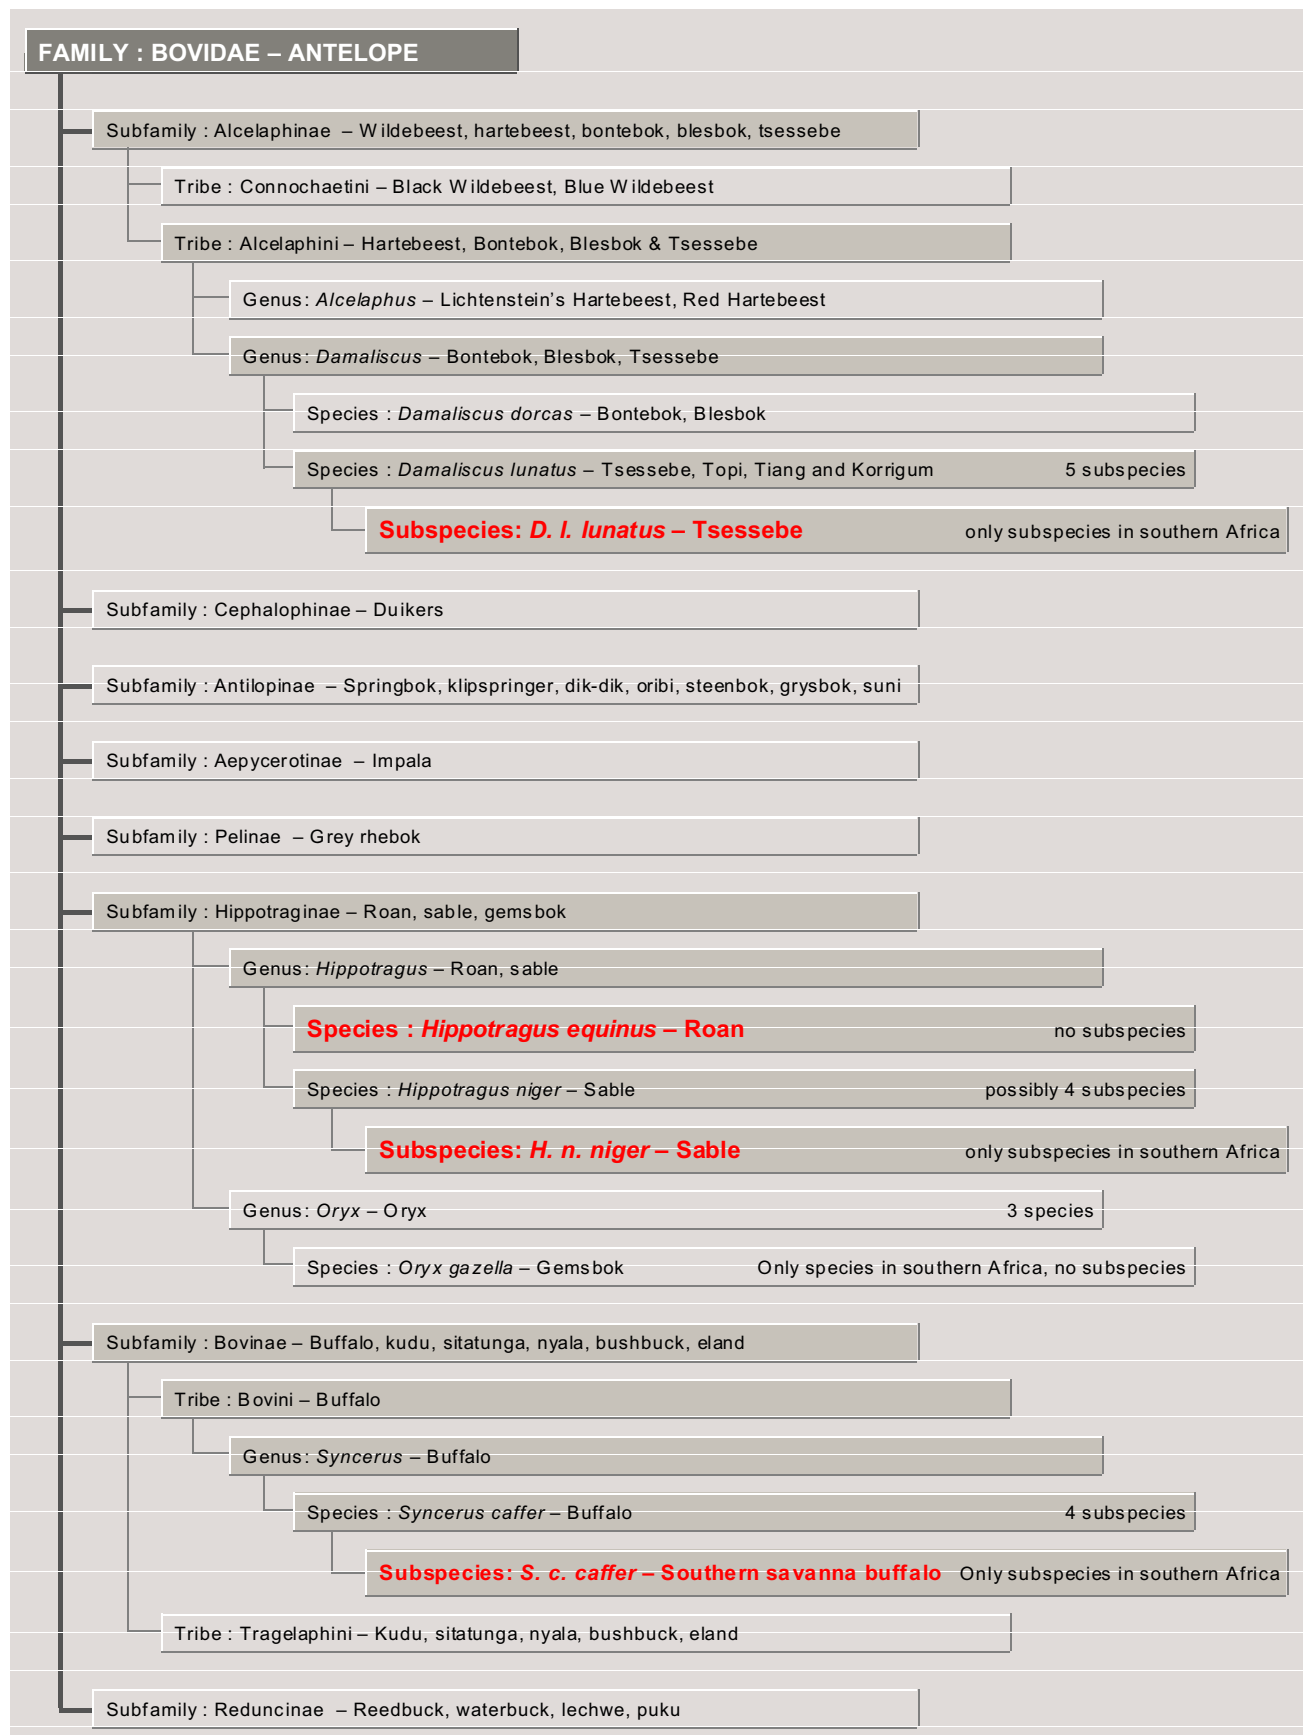 FAMILY : BOVIDAE – ANTELOPE
Subfamily : Alcelaphinae – Wildebeest, hartebeest, bontebok, blesbok, tsessebe
Tribe : Connochaetini – Black Wildebeest, Blue Wildebeest
Tribe : Alcelaphini – Hartebeest, Bontebok, Blesbok & Tsessebe
Genus: Alcelaphus – Lichtenstein’s Hartebeest, Red Hartebeest
Genus: Damaliscus – Bontebok, Blesbok, Tsessebe
Species : Damaliscus dorcas – Bontebok, Blesbok
Species : Damaliscus lunatus – Tsessebe, Topi, Tiang and Korrigum 5 subspecies
Subspecies: D. l. lunatus – Tsessebe only subspecies in southern Africa
Subfamily : Cephalophinae – Duikers
Subfamily : Antilopinae – Springbok, klipspringer, dik-dik, oribi, steenbok, grysbok, suni
Subfamily : Aepycerotinae – Impala
Subfamily : Pelinae – Grey rhebok
Subfamily : Hippotraginae – Roan, sable, gemsbok
Genus: Hippotragus – Roan, sable
Species : Hippotragus equinus – Roan no subspecies
Species : Hippotragus niger – Sable possibly 4 subspecies
Subspecies: H. n. niger – Sable only subspecies in southern Africa
Genus: Oryx – Oryx 3 species
Species : Oryx gazella – Gemsbok Only species in southern Africa, no subspecies
Subfamily : Bovinae – Buffalo, kudu, sitatunga, nyala, bushbuck, eland
Tribe : Bovini – Buffalo
Genus: Syncerus – Buffalo
Species : Syncerus caffer – Buffalo 4 subspecies
Subspecies: S. c. caffer – Southern savanna buffalo Only subspecies in southern Africa
Tribe : Tragelaphini – Kudu, sitatunga, nyala, bushbuck, eland
Subfamily : Reduncinae – Reedbuck, waterbuck, lechwe, puku